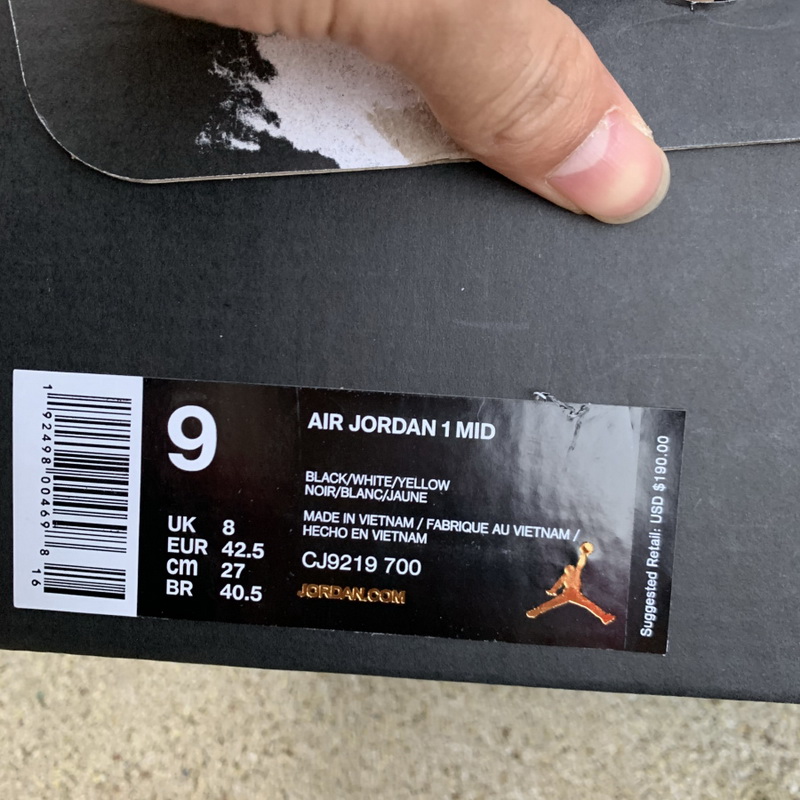 1 92498 00469 8 16
9
UK 8
EUR 42.5
cm 27
BR 40.5
AIR JORDAN 1 MID
BLACK/WHITE/YELLOW
NOIR/BLANC/JAUNE
MADE IN VIETNAM / FABRIQUE AU VIETNAM /
HECHO EN VIETNAM
CJ9219 700
JORDAN.COM
Suggested Retail: USD $190.00